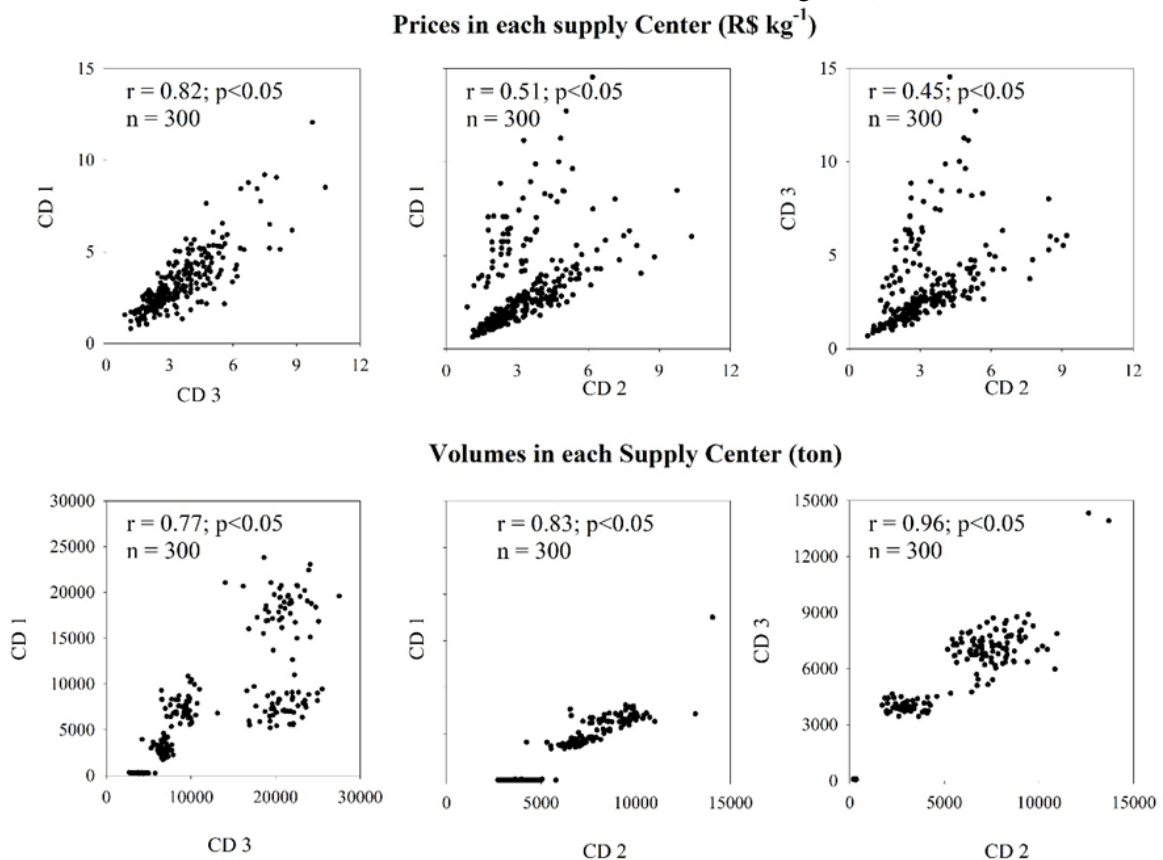 Prices in each supply Center (R$ kg-1)
r = 0.82; p<0.05
n = 300
15
10
5
0
CD 1
0 3 6 9 12
CD 3
r = 0.51; p<0.05
n = 300
CD 1
0 3 6 9 12
CD 2
r = 0.45; p<0.05
n = 300
15
10
5
0
CD 3
0 3 6 9 12
CD 2
Volumes in each Supply Center (ton)
r = 0.77; p<0.05
n = 300
30000
25000
20000
15000
10000
5000
0
CD 1
0 10000 20000 30000
CD 3
r = 0.83; p<0.05
n = 300
CD 1
0 5000 10000 15000
CD 2
r = 0.96; p<0.05
n = 300
15000
12000
9000
6000
3000
0
CD 3
0 5000 10000 15000
CD 2